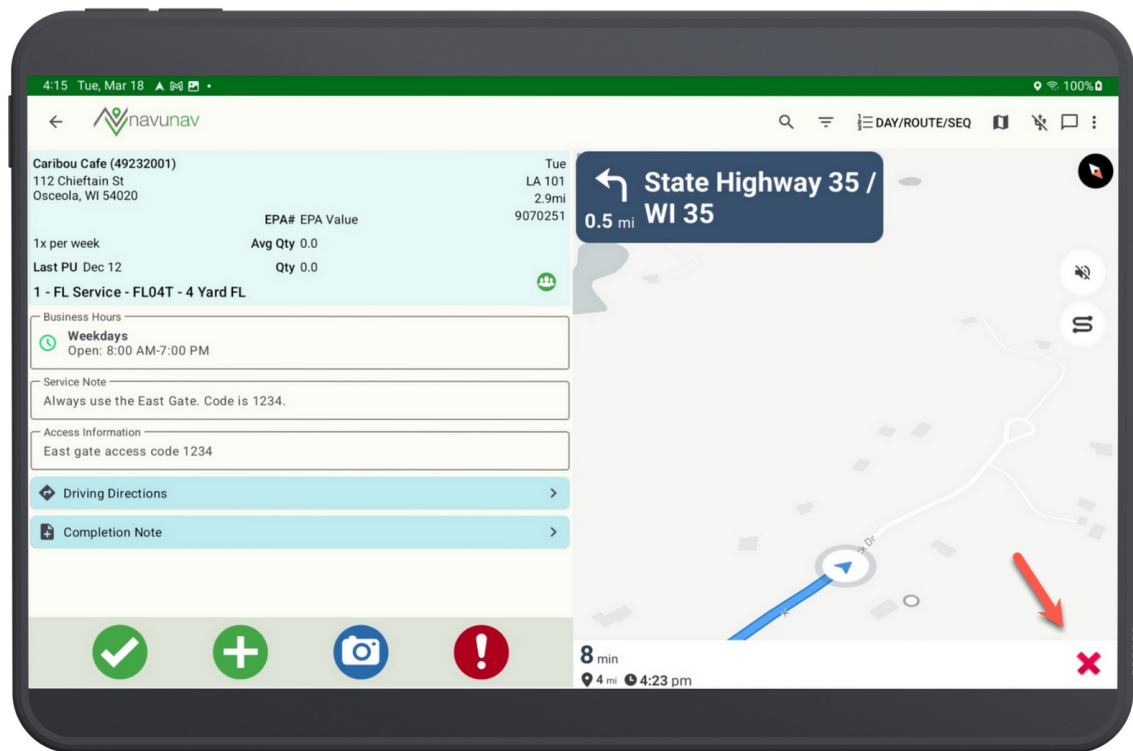 4:15 Tue, Mar 18
100%
navunav
DAY/ROUTE/SEQ
Caribou Cafe (49232001)
Tue
112 Chieftain St
LA 101
Osceola, WI 54020
2.9mi
EPA# EPA Value
9070251
1x per week
Avg Qty 0.0
Last PU Dec 12
Qty 0.0
1 - FL Service - FL04T - 4 Yard FL
Business Hours
Weekdays
Open: 8:00 AM-7:00 PM
Service Note
Always use the East Gate. Code is 1234.
Access Information
East gate access code 1234
Driving Directions
Completion Note
State Highway 35 /
0.5 mi WI 35
Dr
8 min
4 mi 4:23 pm